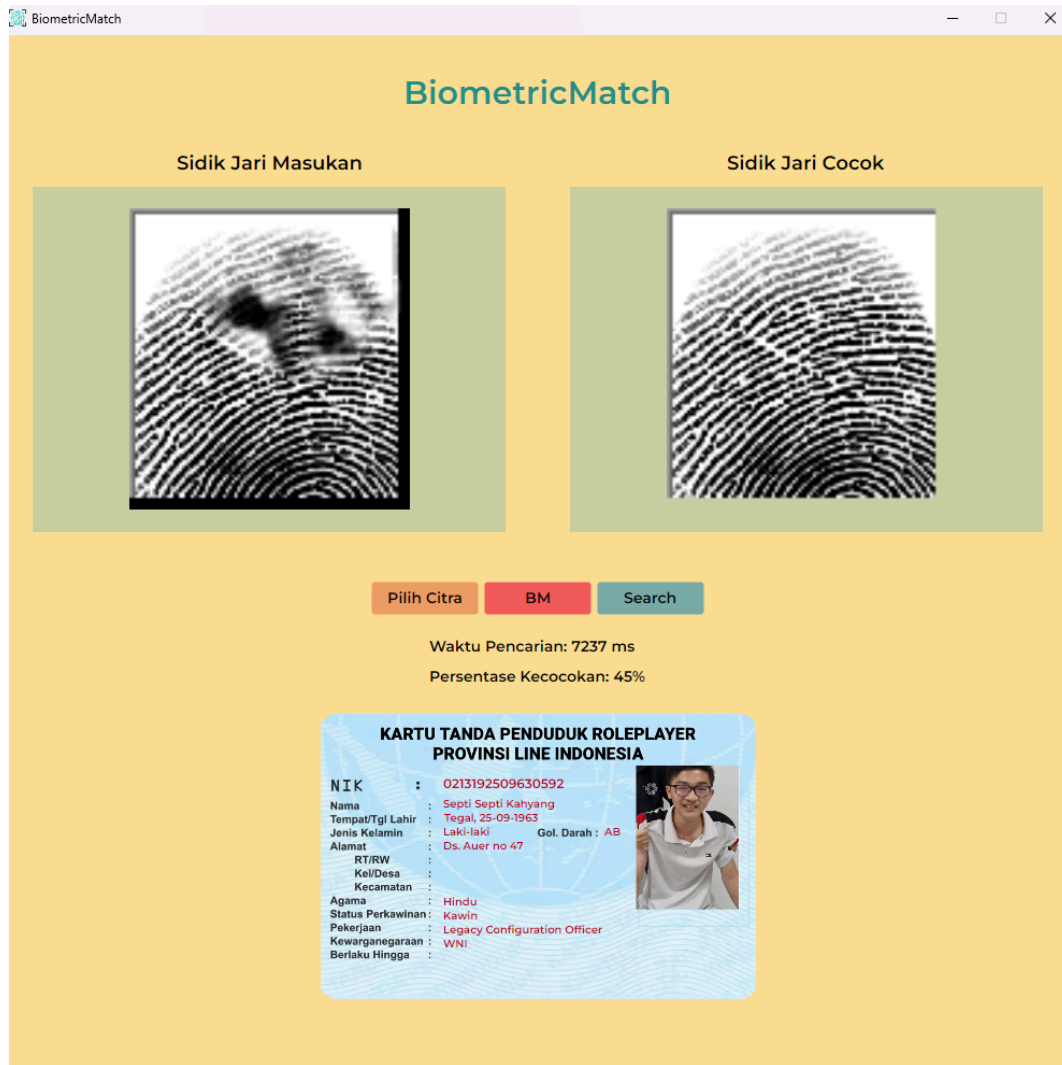 BiometricMatch
BiometricMatch
Sidik Jari Masukan
Sidik Jari Cocok
Pilih Citra
BM
Search
Waktu Pencarian: 7237 ms
Persentase Kecocokan: 45%
KARTU TANDA PENDUDUK ROLEPLAYER
PROVINSI LINE INDONESIA
NIK : 0213192509630592
Nama : Septi Septi Kahyang
Tempat/Tgl Lahir : Tegal, 25-09-1963
Jenis Kelamin : Laki-laki Gol. Darah : AB
Alamat : Ds. Auer no 47
RT/RW :
Kel/Desa :
Kecamatan :
Agama : Hindu
Status Perkawinan : Kawin
Pekerjaan : Legacy Configuration Officer
Kewarganegaraan : WNI
Berlaku Hingga :